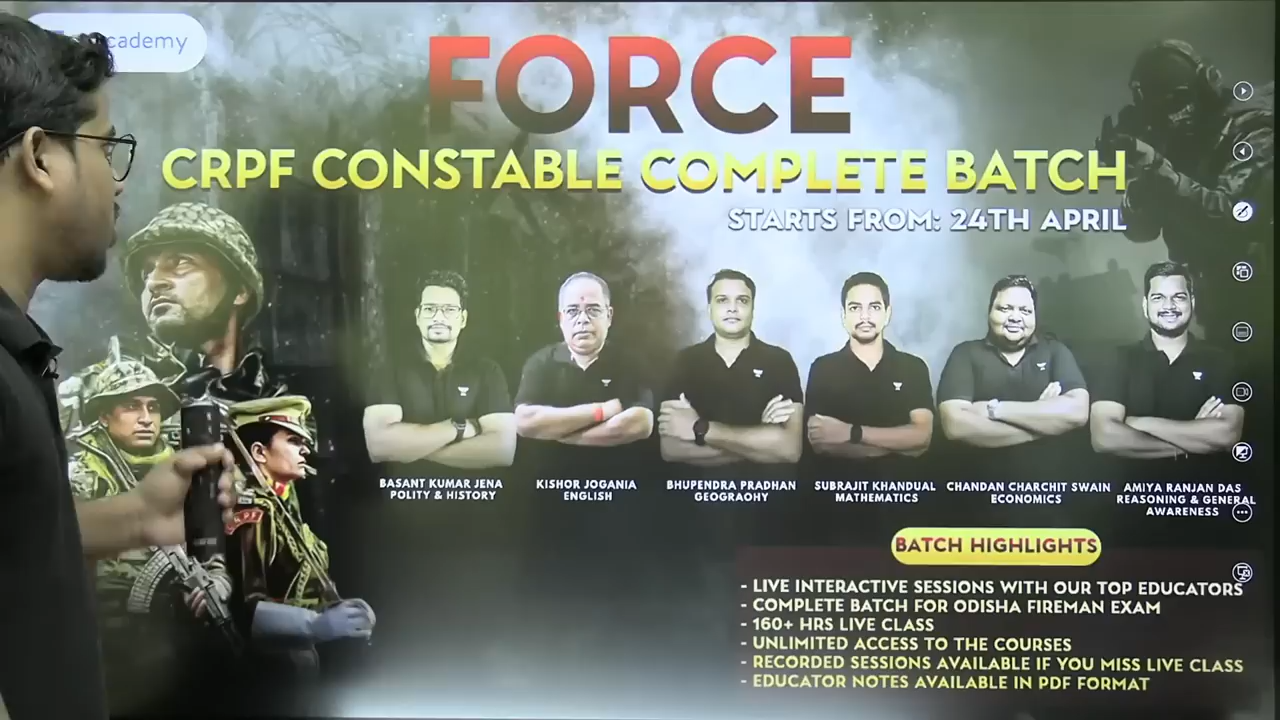 cademy
FORCE
CRPF CONSTABLE COMPLETE BATCH
STARTS FROM: 24TH APRIL
BASANT KUMAR JENA
POLITY & HISTORY
KISHOR JOGANIA
ENGLISH
BHUPENDRA PRADHAN
GEOGRAOHY
SUBRAJIT KHANDUAL
MATHEMATICS
CHANDAN CHARCHIT SWAIN
ECONOMICS
AMIYA RANJAN DAS
REASONING & GENERAL
AWARENESS
BATCH HIGHLIGHTS
- LIVE INTERACTIVE SESSIONS WITH OUR TOP EDUCATORS
- COMPLETE BATCH FOR ODISHA FIREMAN EXAM
- 160+ HRS LIVE CLASS
- UNLIMITED ACCESS TO THE COURSES
- RECORDED SESSIONS AVAILABLE IF YOU MISS LIVE CLASS
- EDUCATOR NOTES AVAILABLE IN PDF FORMAT